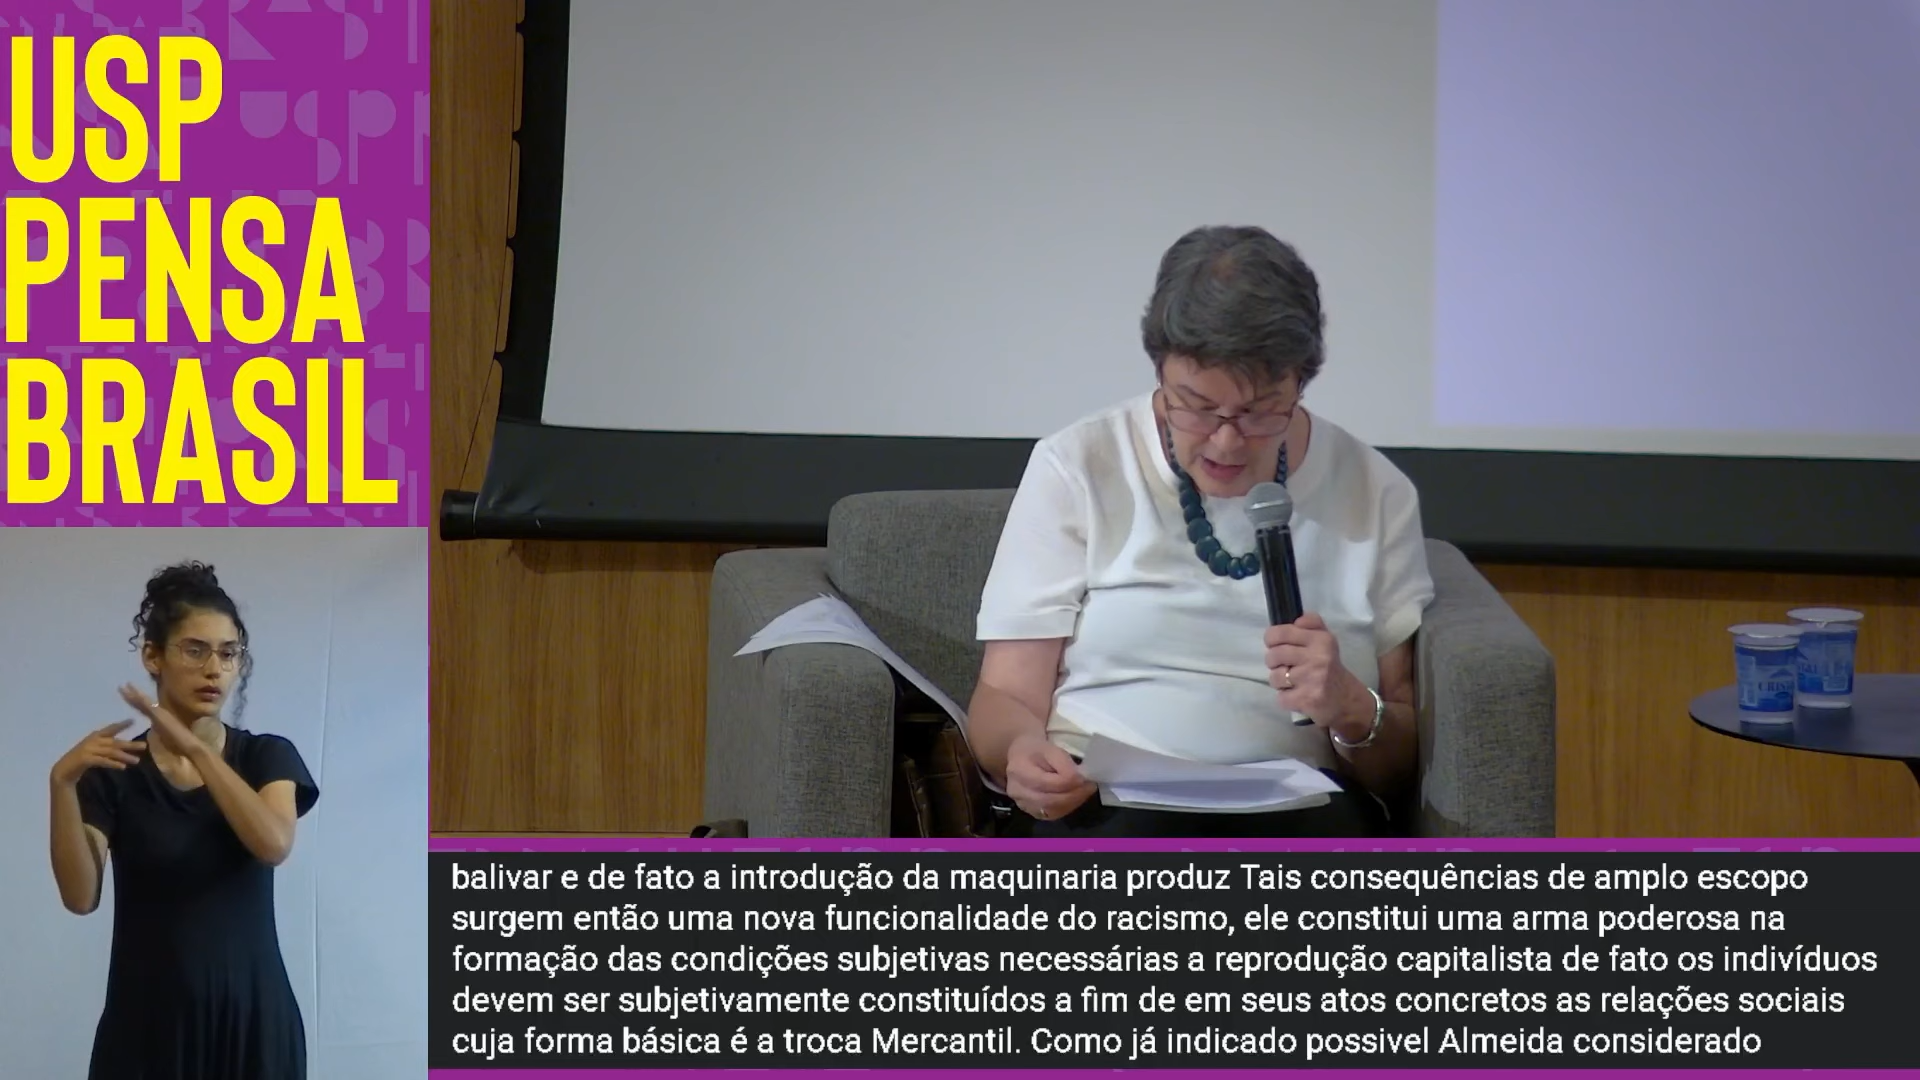 USP
PENSA
BRASIL
balivar e de fato a introdução da maquinaria produz Tais consequências de amplo escopo
surgem então uma nova funcionalidade do racismo, ele constitui uma arma poderosa na
formação das condições subjetivas necessárias a reprodução capitalista de fato os indivíduos
devem ser subjetivamente constituídos a fim de em seus atos concretos as relações sociais
cuja forma básica é a troca Mercantil. Como já indicado possivel Almeida considerado